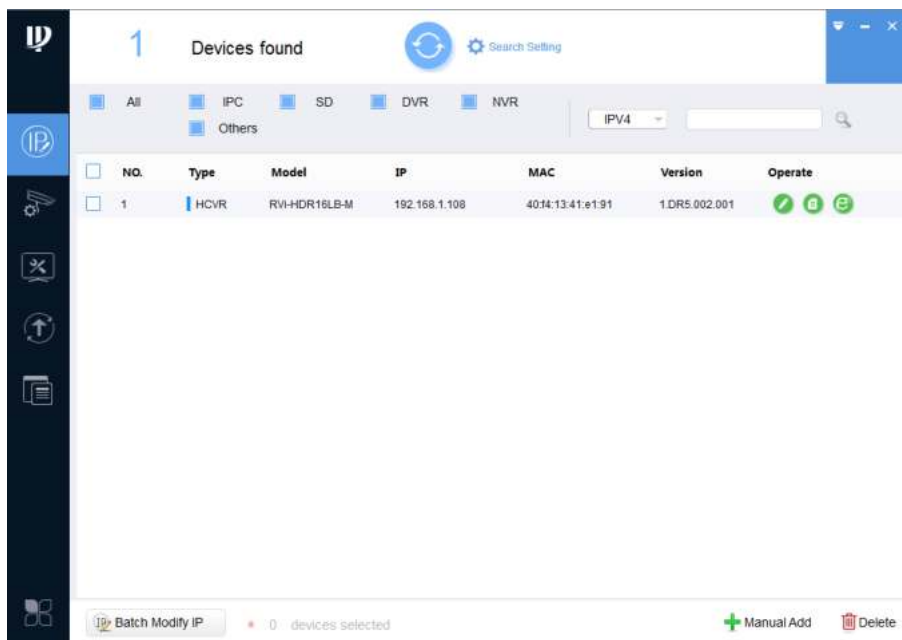 1 Devices found Search Setting
All IPC SD DVR NVR
Others
IPV4
NO. Type Model IP MAC Version Operate
1 HCVR RVI-HDR16LB-M 192.168.1.108 40:f4:13:41:e1:91 1.DR5.002.001
Batch Modify IP * 0 devices selected Manual Add Delete